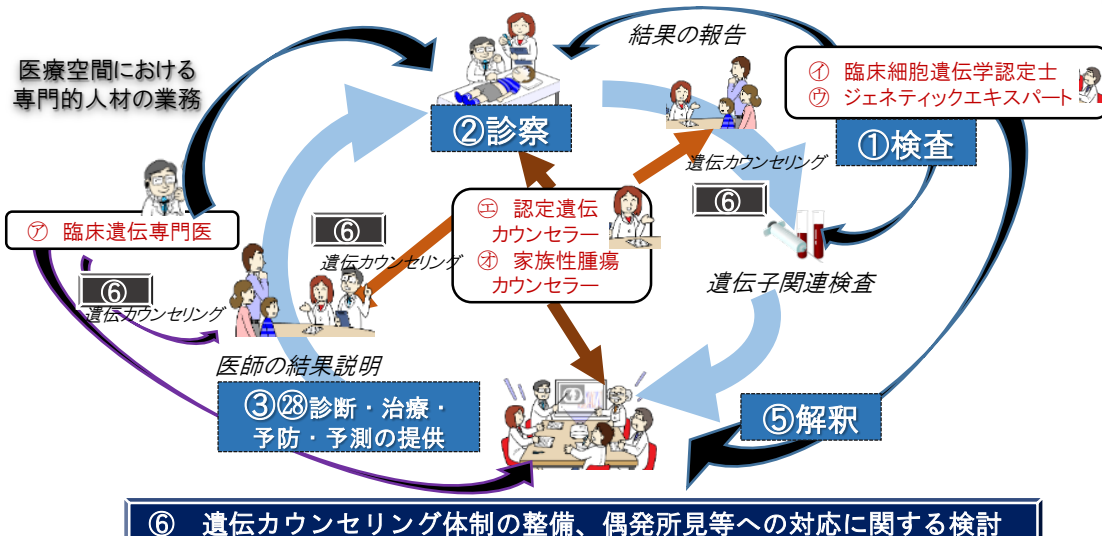 医療空間における
専門的人材の業務
結果の報告
㋑ 臨床細胞遺伝学認定士
㋒ ジェネティックエキスパート
②診察
①検査
遺伝カウンセリング
⑥
㋓ 認定遺伝
カウンセラー
㋔ 家族性腫瘍
カウンセラー
㋐ 臨床遺伝専門医
⑥
遺伝カウンセリング
⑥
遺伝カウンセリング
遺伝子関連検査
医師の結果説明
③㉘診断・治療・
予防・予測の提供
⑤解釈
⑥ 遺伝カウンセリング体制の整備、偶発所見等への対応に関する検討